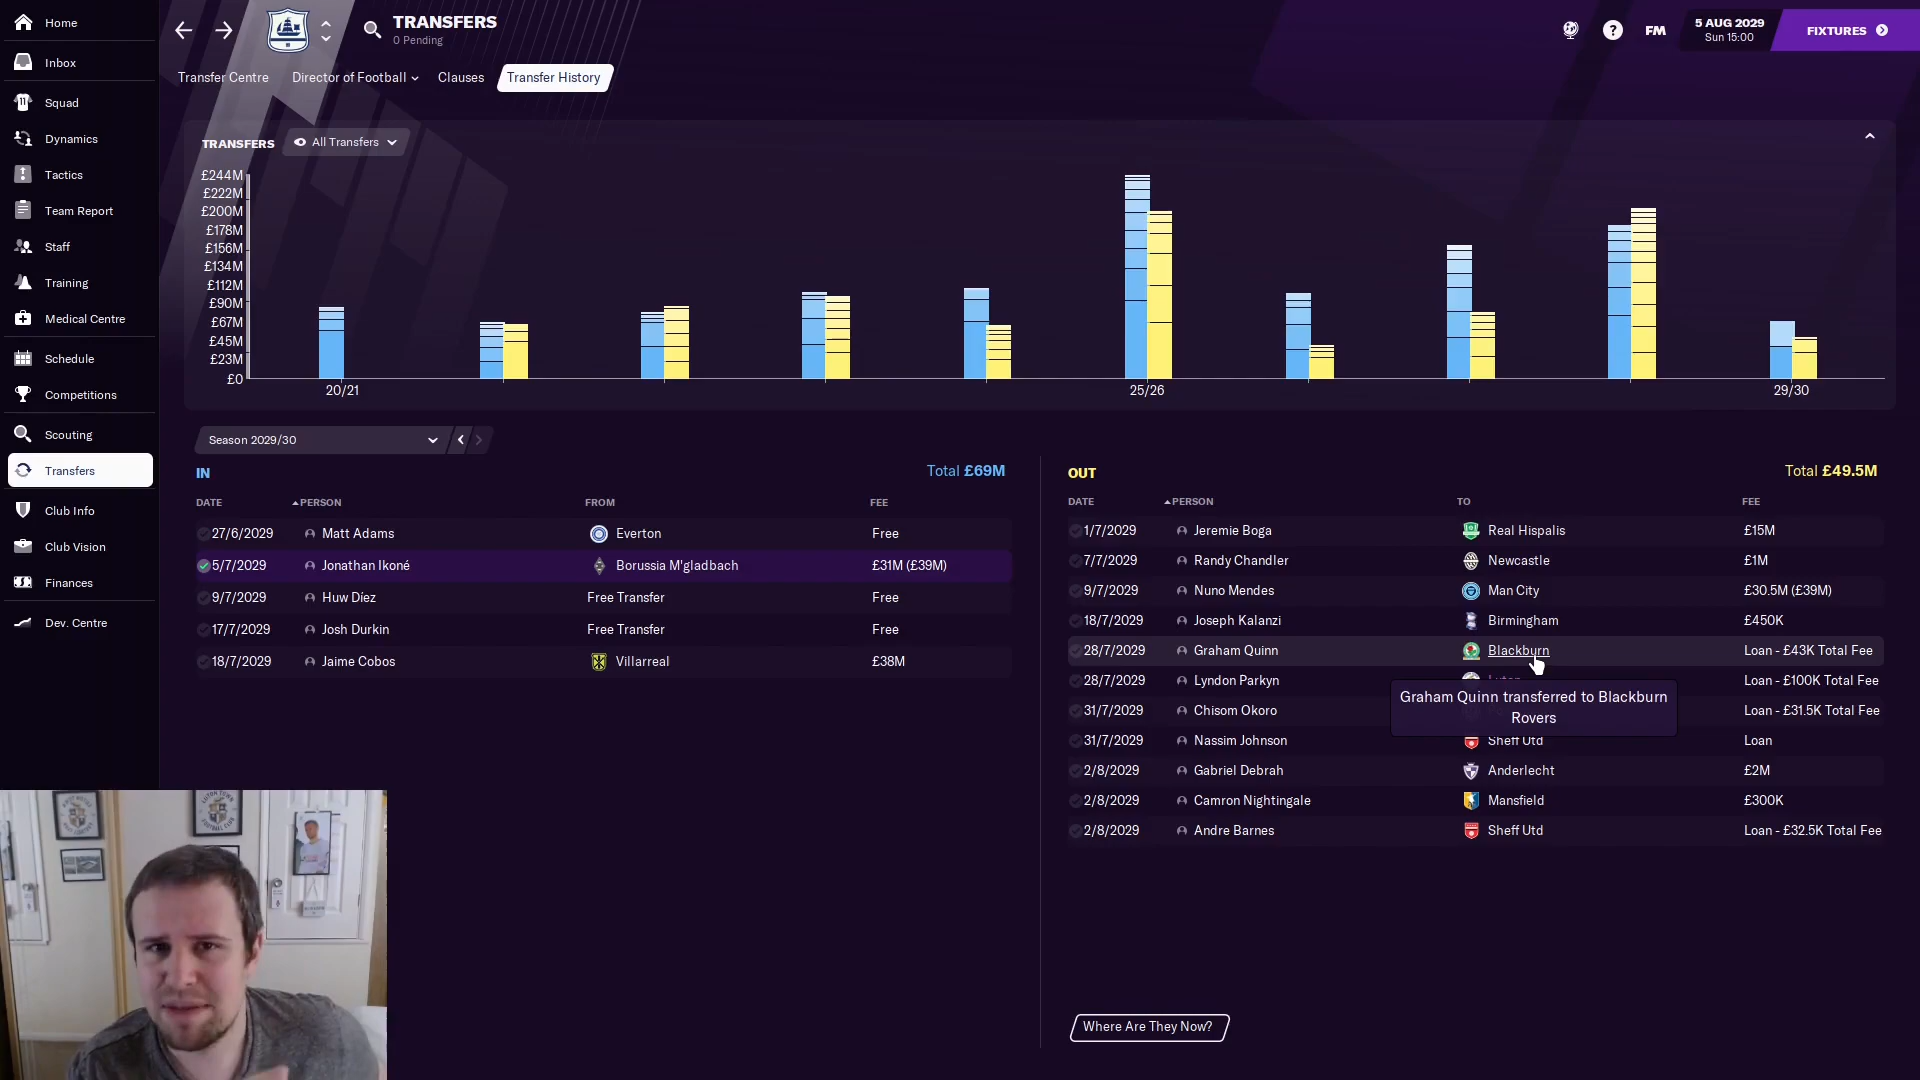 Home
Inbox
Squad
Dynamics
Tactics
Team Report
Staff
Training
Medical Centre
Schedule
Competitions
Scouting
Transfers
Club Info
Club Vision
Finances
Dev. Centre
TRANSFERS
0 Pending
FM
5 AUG 2029
Sun 15:00
FIXTURES
Transfer Centre Director of Football Clauses Transfer History
TRANSFERS All Transfers
£244M
£222M
£200M
£178M
£156M
£134M
£112M
£90M
£67M
£45M
£23M
£0
20/21 25/26 29/30
Season 2029/30
IN Total £69M
DATE PERSON FROM FEE
27/6/2029 Matt Adams Everton Free
5/7/2029 Jonathan Ikoné Borussia M'gladbach £31M (£39M)
9/7/2029 Huw Díez Free Transfer Free
17/7/2029 Josh Durkin Free Transfer Free
18/7/2029 Jaime Cobos Villarreal £38M
OUT Total £49.5M
DATE PERSON TO FEE
1/7/2029 Jeremie Boga Real Hispalis £15M
7/7/2029 Randy Chandler Newcastle £1M
9/7/2029 Nuno Mendes Man City £30.5M (£39M)
18/7/2029 Joseph Kalanzi Birmingham £450K
28/7/2029 Graham Quinn Blackburn Loan - £43K Total Fee
28/7/2029 Lyndon Parkyn Luton Loan - £100K Total Fee
31/7/2029 Chisom Okoro Loan - £31.5K Total Fee
31/7/2029 Nassim Johnson Sheff Utd Loan
2/8/2029 Gabriel Debrah Anderlecht £2M
2/8/2029 Camron Nightingale Mansfield £300K
2/8/2029 Andre Barnes Sheff Utd Loan - £32.5K Total Fee
Graham Quinn transferred to Blackburn
Rovers
Where Are They Now?